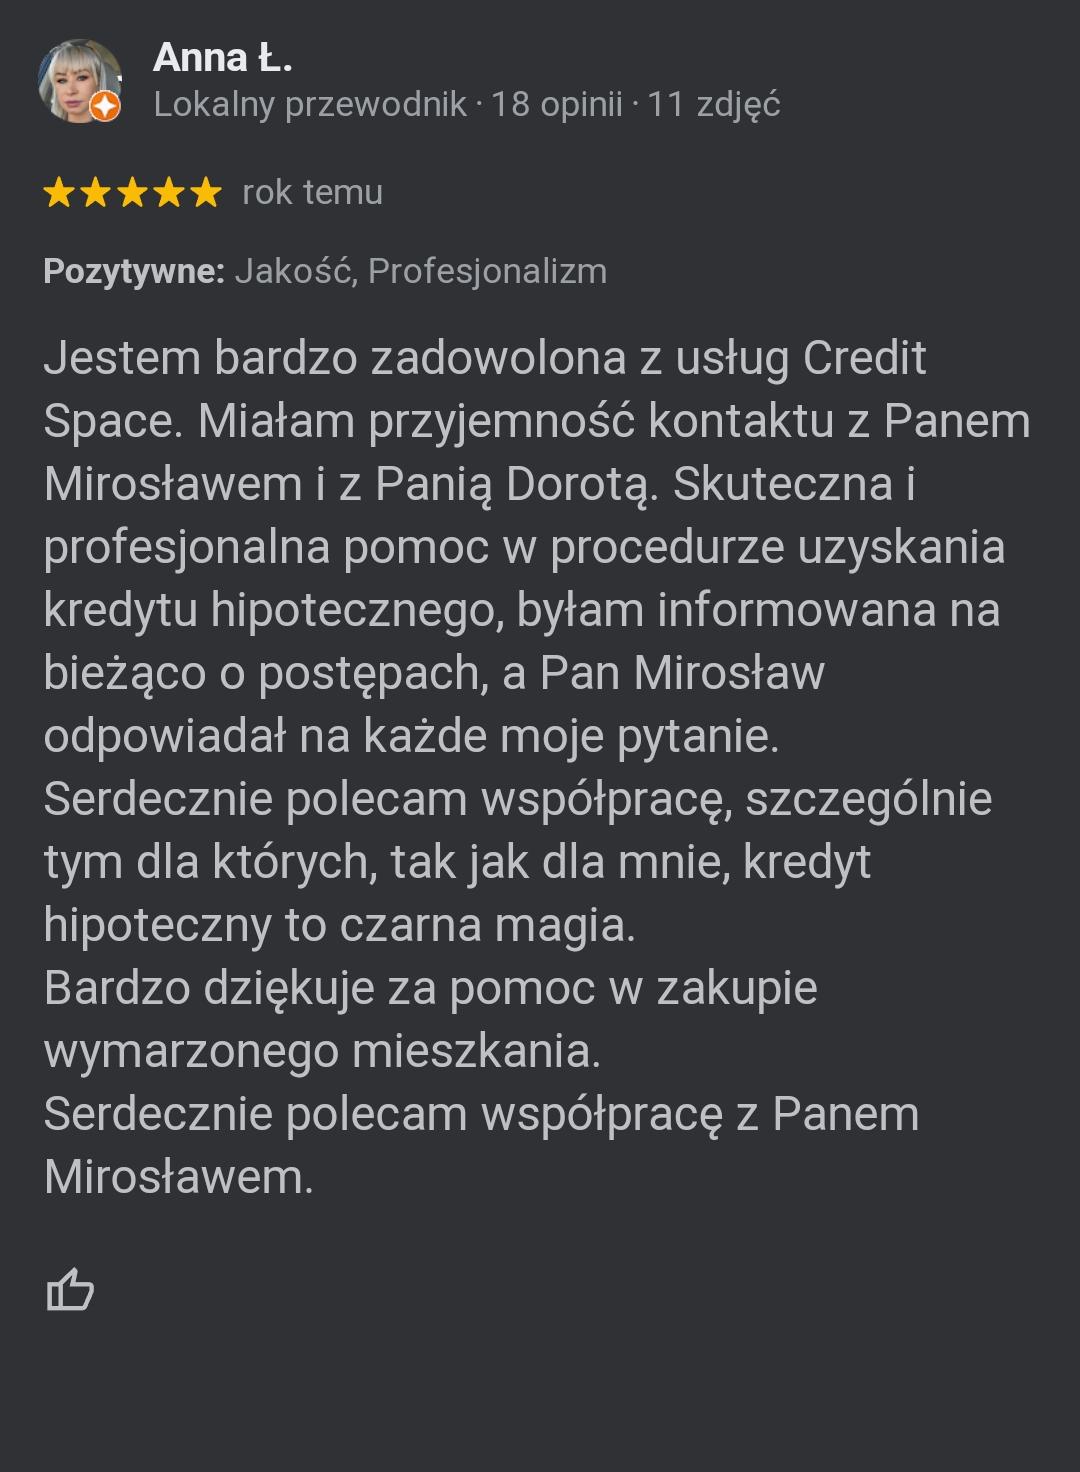 Anna Ł.
Lokalny przewodnik · 18 opinii · 11 zdjęć
rok temu
Pozytywne: Jakość, Profesjonalizm
Jestem bardzo zadowolona z usług Credit
Space. Miałam przyjemność kontaktu z Panem
Mirosławem i z Panią Dorotą. Skuteczna i
profesjonalna pomoc w procedurze uzyskania
kredytu hipotecznego, byłam informowana na
bieżąco o postępach, a Pan Mirosław
odpowiadał na każde moje pytanie.
Serdecznie polecam współpracę, szczególnie
tym dla których, tak jak dla mnie, kredyt
hipoteczny to czarna magia.
Bardzo dziękuje za pomoc w zakupie
wymarzonego mieszkania.
Serdecznie polecam współpracę z Panem
Mirosławem.